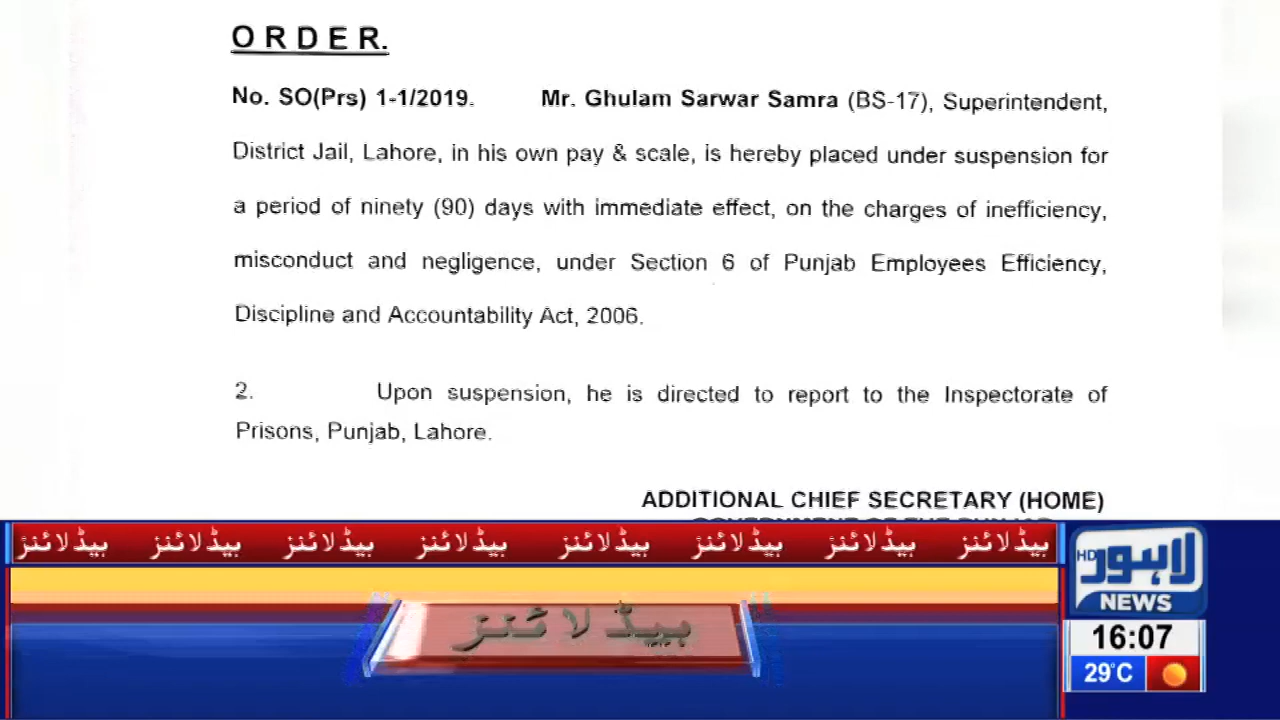 ORDER.
No. SO(Prs) 1-1/2019. Mr. Ghulam Sarwar Samra (BS-17), Superintendent,
District Jail, Lahore, in his own pay & scale, is hereby placed under suspension for
a period of ninety (90) days with immediate effect, on the charges of inefficiency,
misconduct and negligence, under Section 6 of Punjab Employees Efficiency,
Discipline and Accountability Act, 2006.
2. Upon suspension, he is directed to report to the Inspectorate of
Prisons, Punjab, Lahore.
ADDITIONAL CHIEF SECRETARY (HOME)
ہیڈلائنز ہیڈلائنز ہیڈلائنز ہیڈلائنز ہیڈلائنز ہیڈلائنز ہیڈلائنز ہیڈلائنز
ہیڈلائنز
HD لاہور
NEWS
16:07
29°C